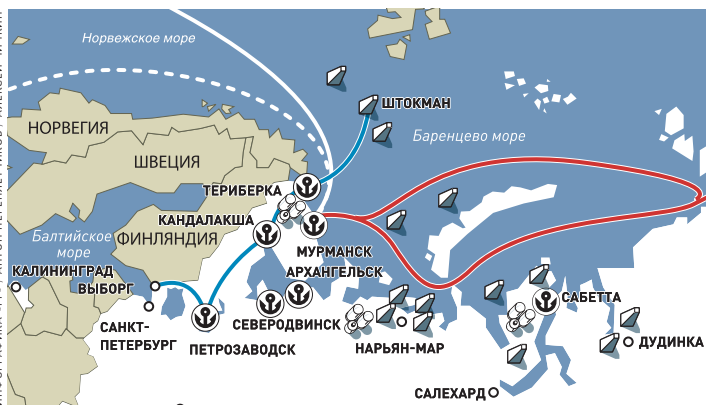 Норвежское море
ШТОКМАН
Баренцево море
НОРВЕГИЯ
ШВЕЦИЯ
ТЕРИБЕРКА
КАНДАЛАКША
Балтийское
море
ФИНЛЯНДИЯ
МУРМАНСК
АРХАНГЕЛЬСК
КАЛИНИНГРАД
ВЫБОРГ
САБЕТТА
САНКТ-
ПЕТЕРБУРГ
СЕВЕРОДВИНСК
ПЕТРОЗАВОДСК
НАРЬЯН-МАР
ДУДИНКА
САЛЕХАРД